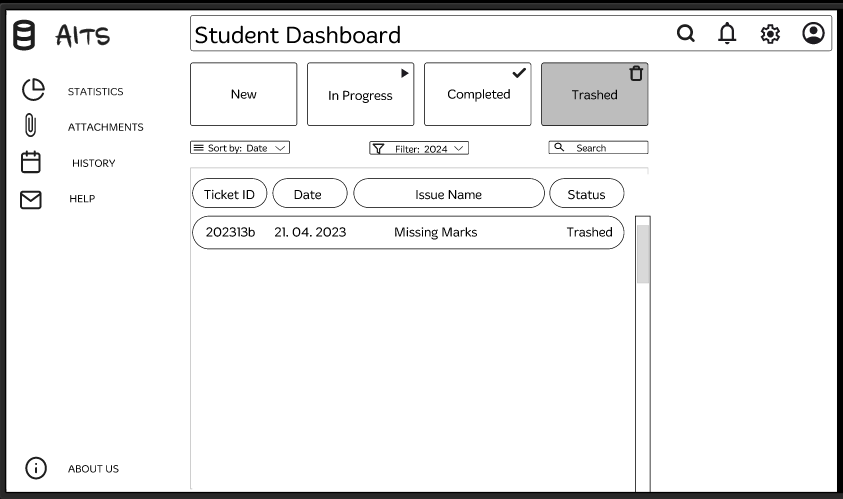 AITS
Student Dashboard
STATISTICS
ATTACHMENTS
HISTORY
HELP
ABOUT US
New
In Progress
Completed
Trashed
Sort by: Date
Filter: 2024
Search
Ticket ID Date Issue Name Status
202313b 21. 04. 2023 Missing Marks Trashed